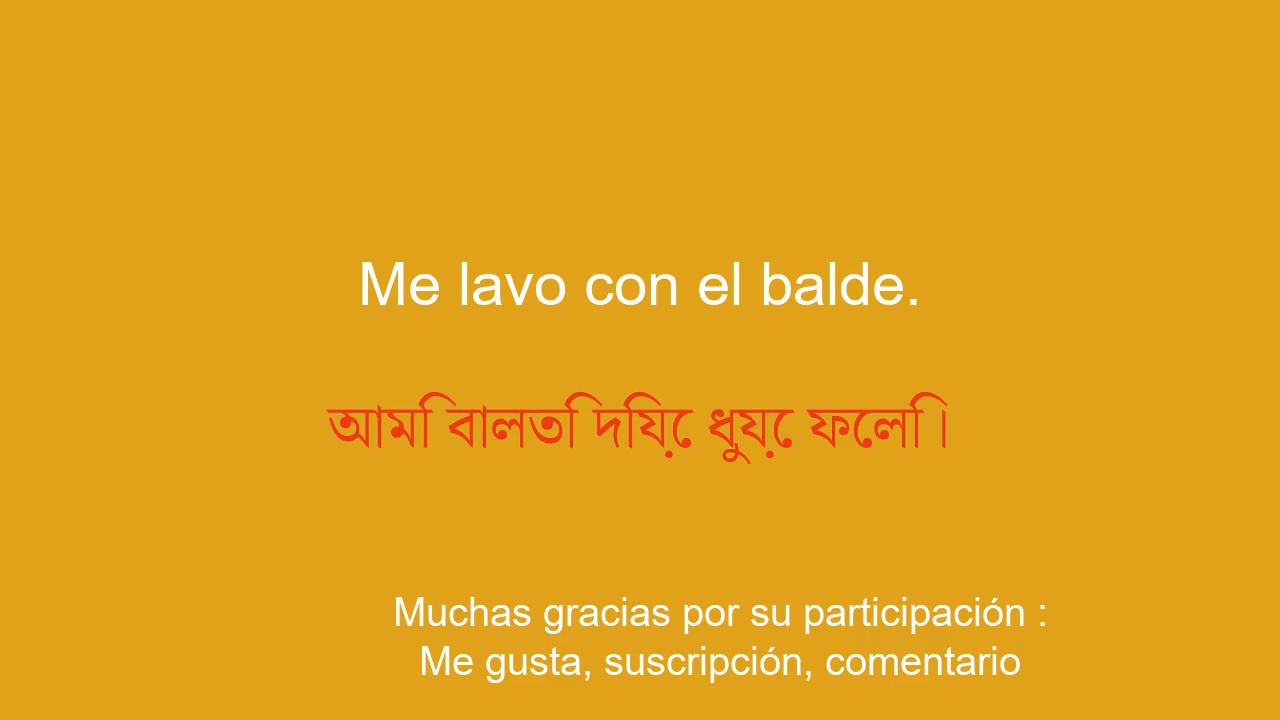 Me lavo con el balde.
আমি বালতি দিয়ে ধুয়ে ফেলি।
Muchas gracias por su participación :
Me gusta, suscripción, comentario